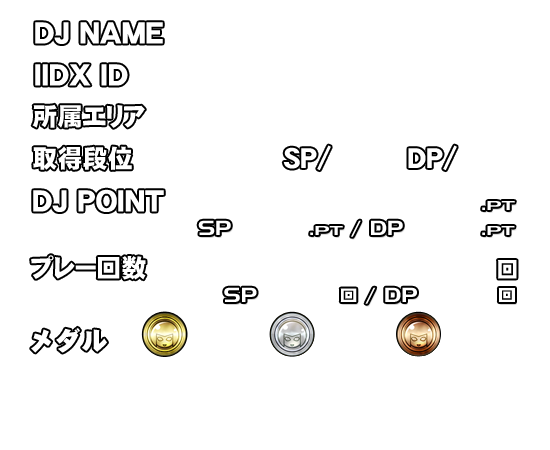 DJ NAME
IIDX ID
所属エリア
取得段位 SP/ DP/
DJ POINT .PT
SP .PT / DP .PT
プレー回数 回
SP 回 / DP 回
メダル